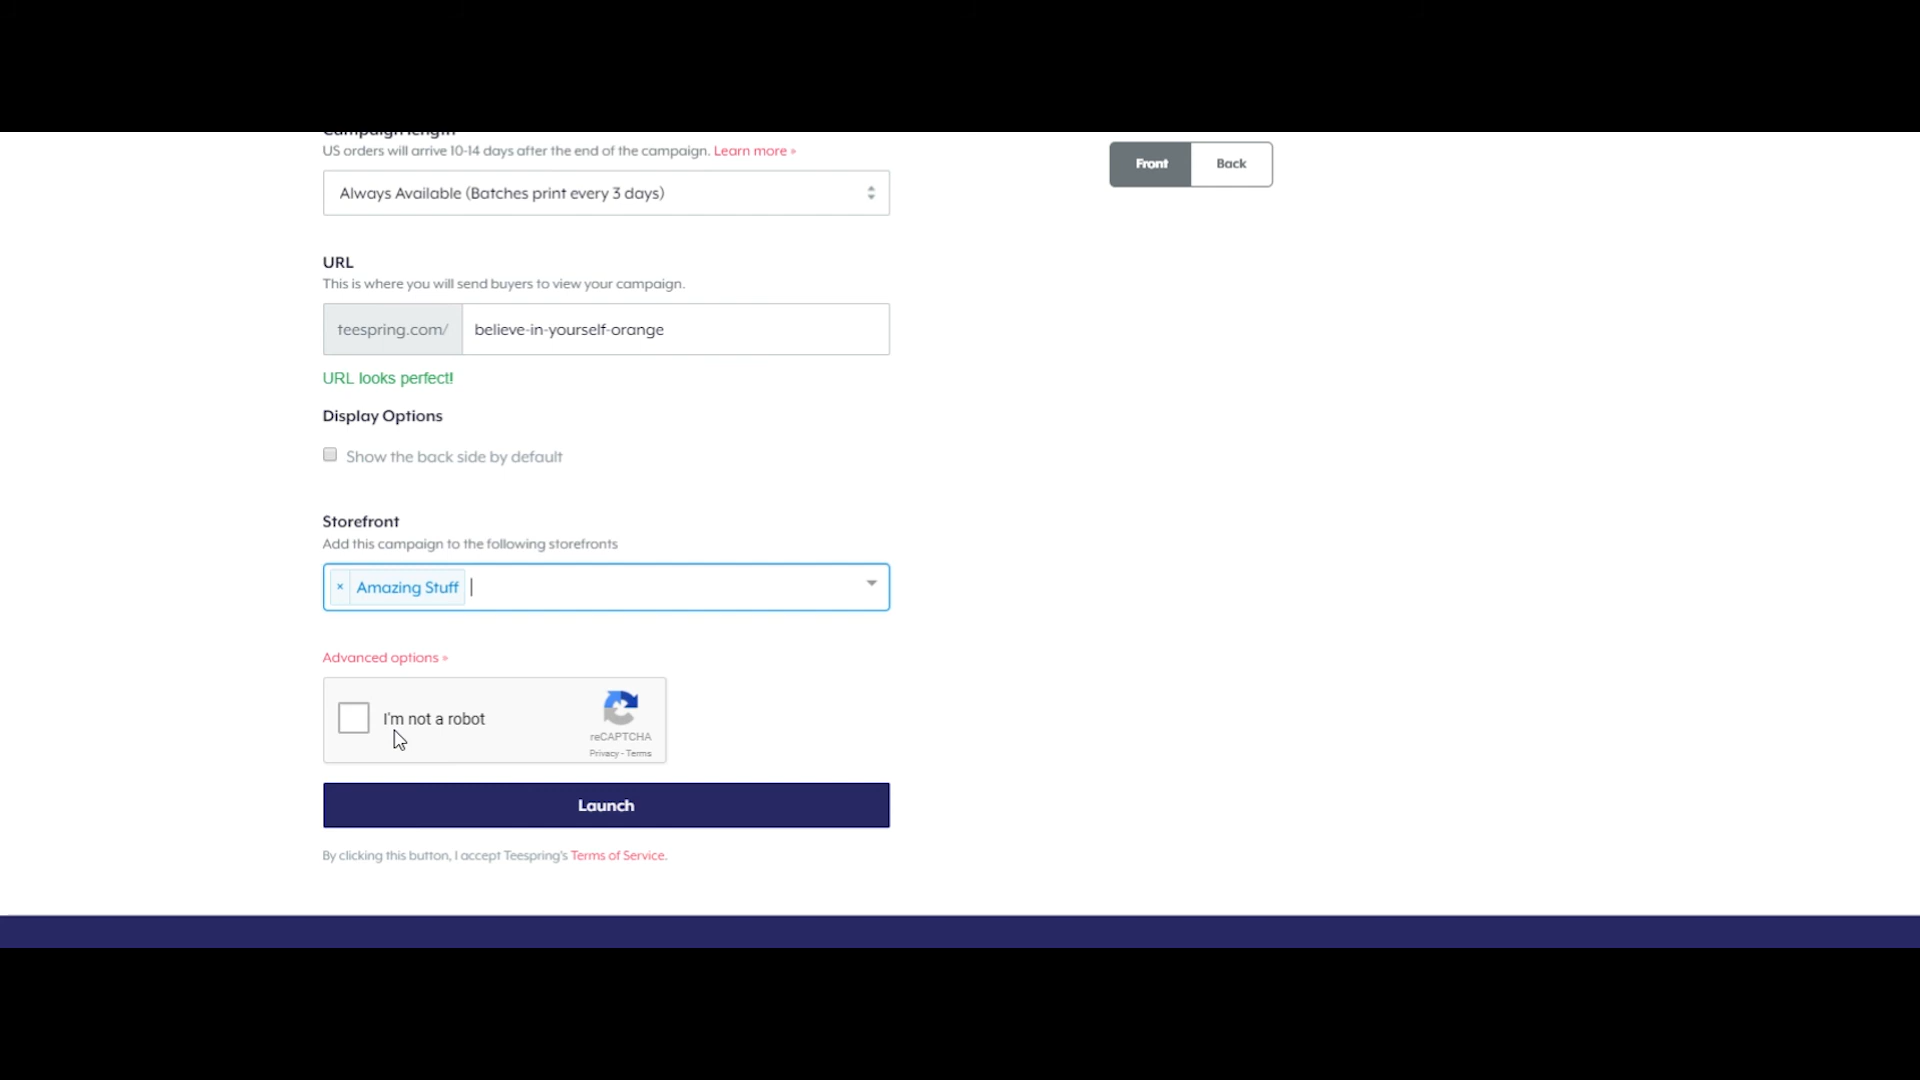 Campaign length
US orders will arrive 10-14 days after the end of the campaign. Learn more »
Front
Back
Always Available (Batches print every 3 days)
URL
This is where you will send buyers to view your campaign.
teespring.com/
believe-in-yourself-orange
URL looks perfect!
Display Options
Show the back side by default
Storefront
Add this campaign to the following storefronts
× Amazing Stuff
Advanced options »
I'm not a robot
reCAPTCHA
Privacy - Terms
Launch
By clicking this button, I accept Teespring's Terms of Service.